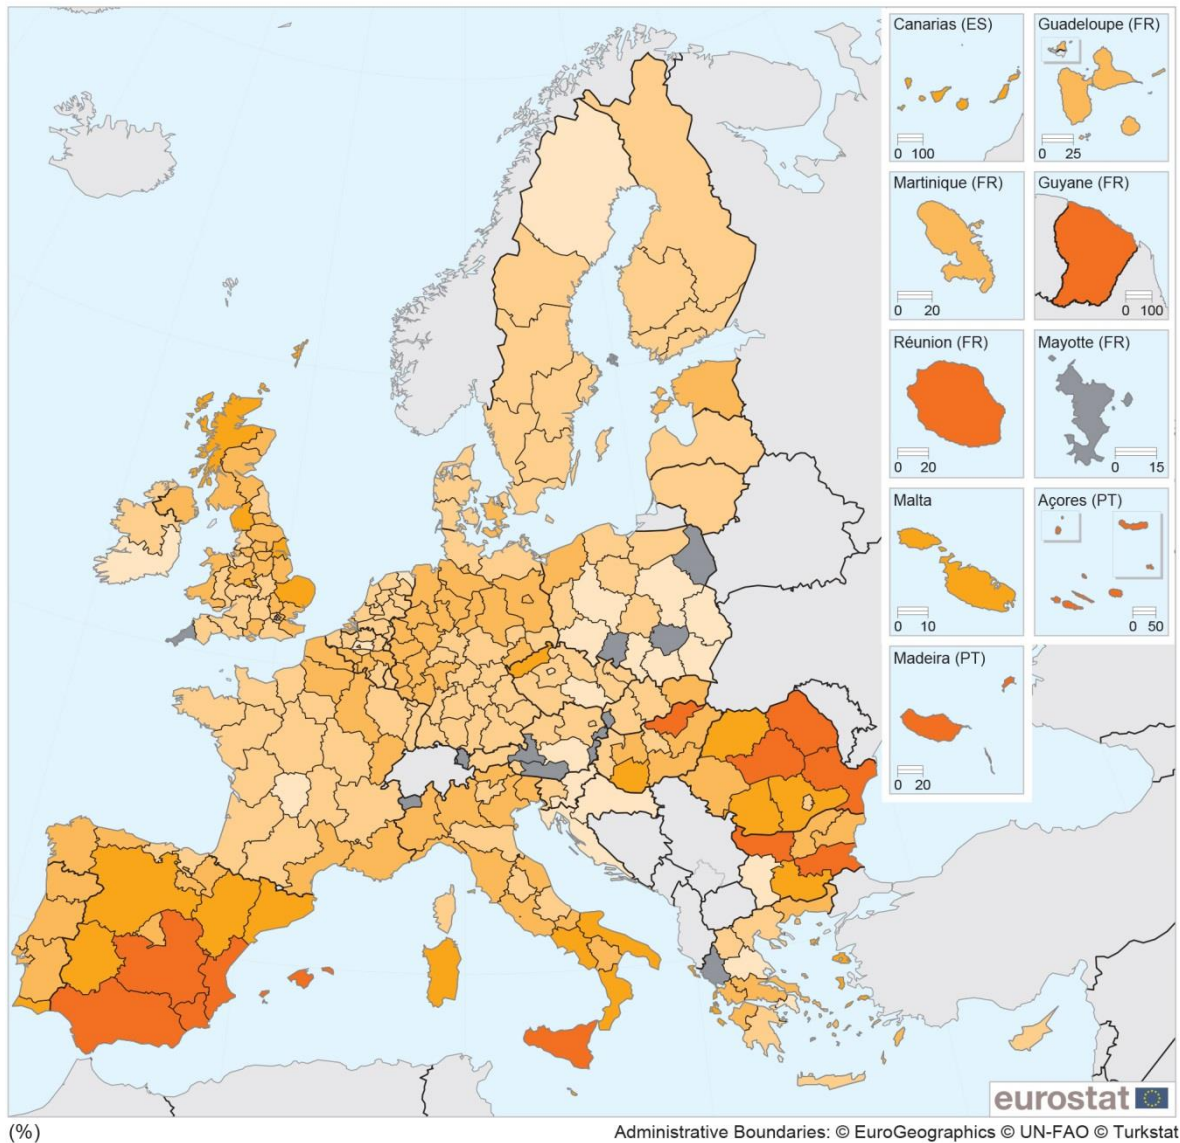 Canarias (ES)
0 100
Guadeloupe (FR)
0 25
Martinique (FR)
0 20
Guyane (FR)
0 100
Réunion (FR)
0 20
Mayotte (FR)
0 15
Malta
0 10
Açores (PT)
0 50
Madeira (PT)
0 20
eurostat
(%)
Administrative Boundaries: © EuroGeographics © UN-FAO © Turkstat